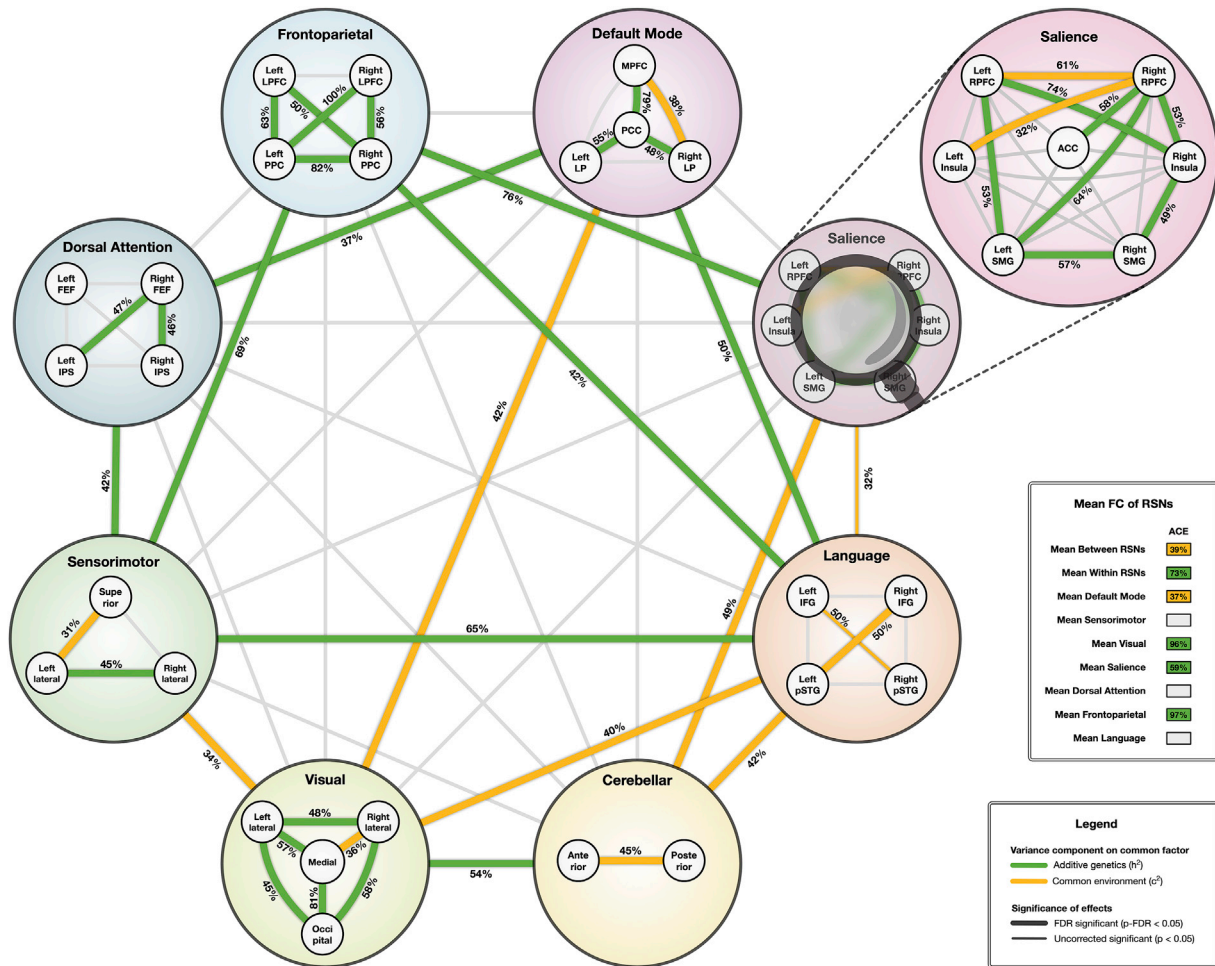 Frontoparietal
Left
LPFC
Right
LPFC
100%
50%
63%
56%
Left
PPC
Right
PPC
82%
Default Mode
MPFC
79%
38%
PCC
55%
48%
Left
LP
Right
LP
Salience
Left
RPFC
61%
Right
RPFC
74%
58%
53%
32%
Left
Insula
ACC
Right
Insula
53%
64%
49%
Left
SMG
57%
Right
SMG
76%
37%
Dorsal Attention
Left
FEF
Right
FEF
47%
46%
Left
IPS
Right
IPS
Salience
Left
RPFC
Left
Insula
Right
Insula
Left
SMG
Right
SMG
69%
42%
50%
42%
42%
32%
49%
Sensorimotor
Supe
rior
31%
Left
lateral
45%
Right
lateral
65%
Language
Left
IFG
Right
IFG
50%
50%
Left
pSTG
Right
pSTG
34%
40%
42%
Visual
Left
lateral
48%
Right
lateral
57%
36%
Medial
45%
81%
58%
Occi
pital
54%
Cerebellar
Ante
rior
45%
Poste
rior
Mean FC of RSNs
ACE
Mean Between RSNs 39%
Mean Within RSNs 73%
Mean Default Mode 37%
Mean Sensorimotor
Mean Visual 96%
Mean Salience 59%
Mean Dorsal Attention
Mean Frontoparietal 97%
Mean Language
Legend
Variance component on common factor
Additive genetics (h²)
Common environment (c²)
Significance of effects
FDR significant (p-FDR < 0.05)
Uncorrected significant (p < 0.05)